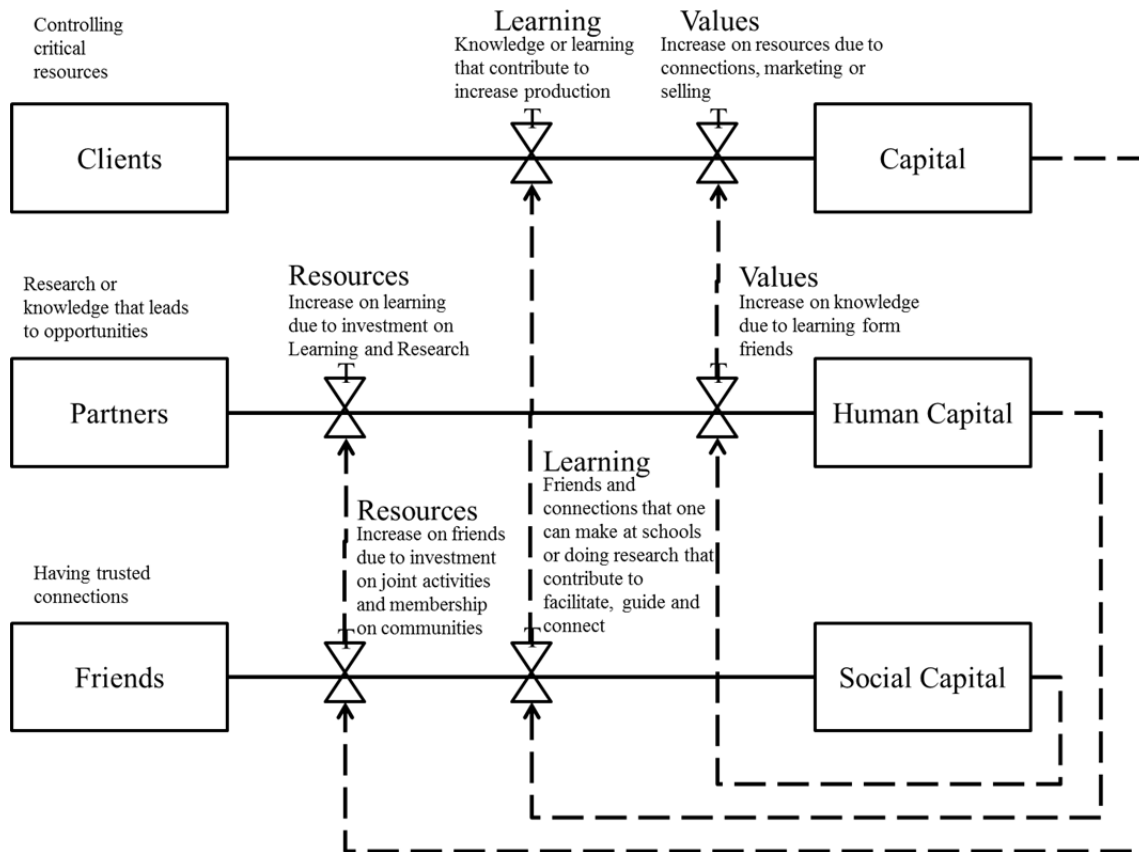 Controlling
critical
resources
Learning
Knowledge or learning
that contribute to
increase production
Values
Increase on resources due to
connections, marketing or
selling
T
T
Clients
Capital
Research or
knowledge that leads
to opportunities
Resources
Increase on learning
due to investment on
Learning and Research
Values
Increase on knowledge
due to learning form
friends
T
T
Partners
Human Capital
Having trusted
connections
Resources
Increase on friends
due to investment
on joint activities
and membership
on communities
Learning
Friends and
connections that one
can make at schools
or doing research that
contribute to
facilitate, guide and
connect
T
T
Friends
Social Capital